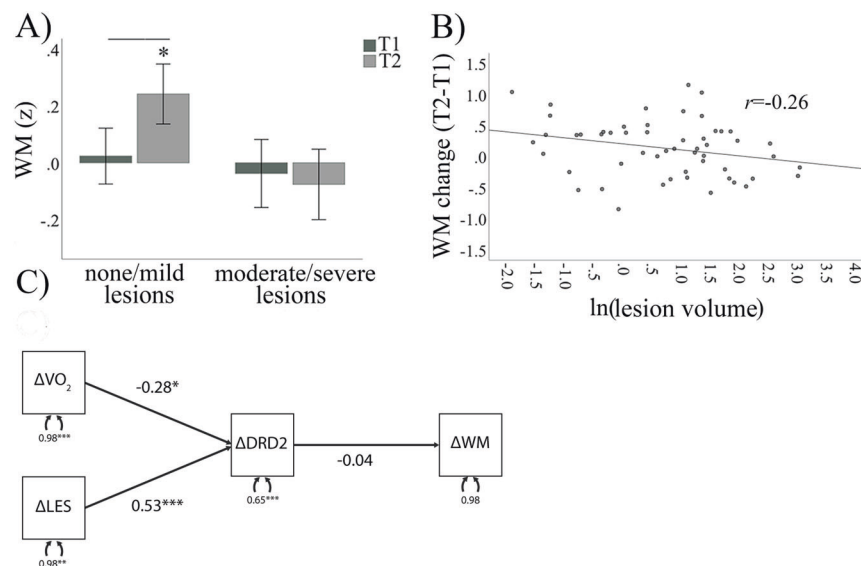 A)
WM (z)
.4
.2
.0
-.2
*
T1
T2
none/mild
lesions
moderate/severe
lesions
B)
WM change (T2-T1)
1.5
1.0
.5
.0
-.5
-1.0
-1.5
r=-0.26
-2.0 -1.5 -1.0 -.5 .0 .5 1.0 1.5 2.0 2.5 3.0 3.5 4.0
ln(lesion volume)
C)
ΔVO₂
0.98***
-0.28*
ΔLES
0.98**
0.53***
ΔDRD2
0.65***
-0.04
ΔWM
0.98